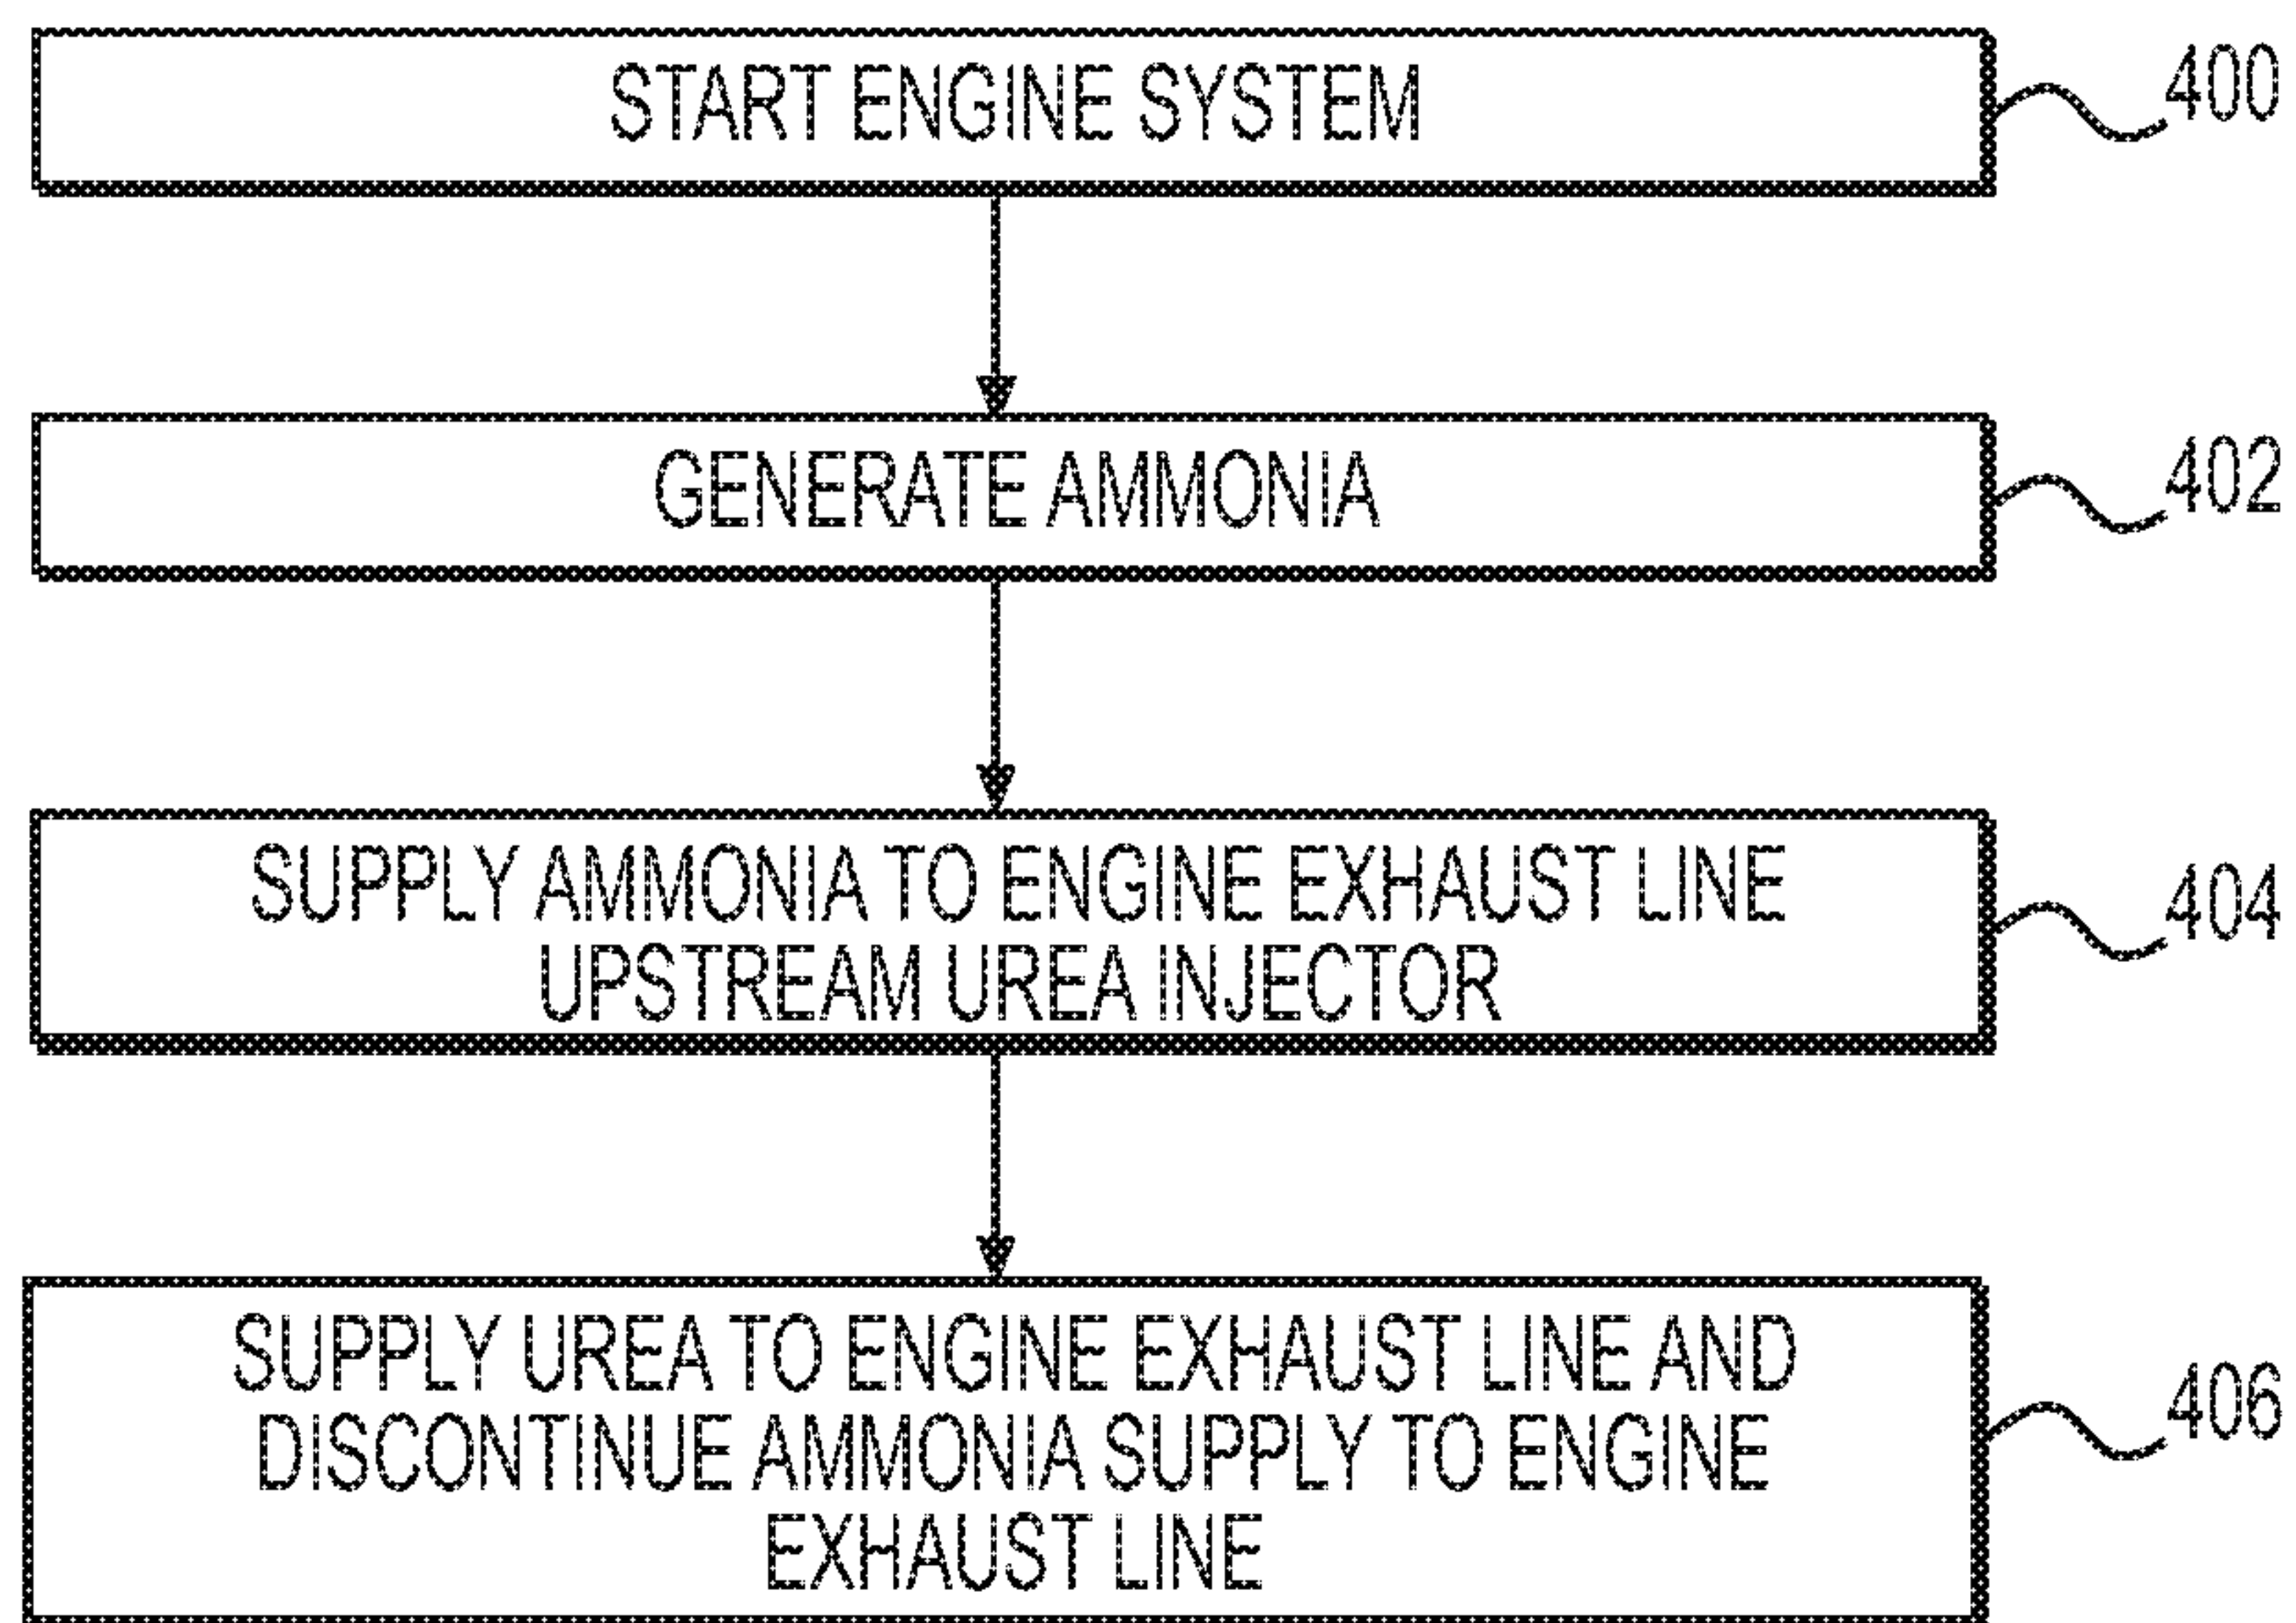 START ENGINE SYSTEM
400
GENERATE AMMONIA
402
SUPPLY AMMONIA TO ENGINE EXHAUST LINE
UPSTREAM UREA INJECTOR
404
SUPPLY UREA TO ENGINE EXHAUST LINE AND
DISCONTINUE AMMONIA SUPPLY TO ENGINE
EXHAUST LINE
406